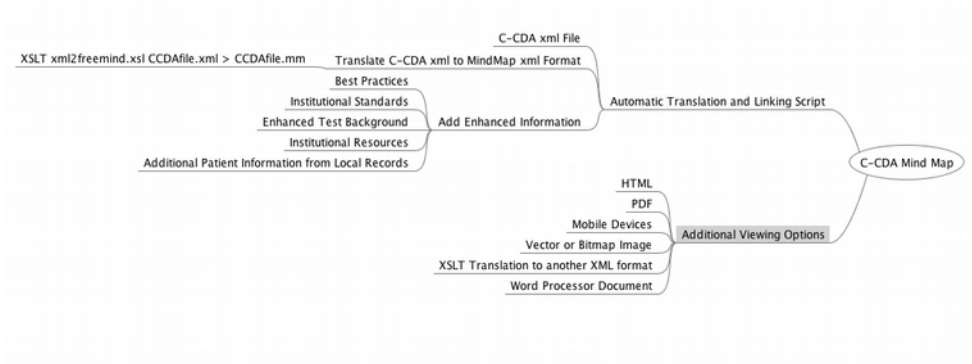 C-CDA xml File
XSLT xml2freemind.xsl CCDAfile.xml > CCDAfile.mm
Translate C-CDA xml to MindMap xml Format
Best Practices
Institutional Standards
Enhanced Test Background
Institutional Resources
Additional Patient Information from Local Records
Add Enhanced Information
Automatic Translation and Linking Script
C-CDA Mind Map
HTML
PDF
Mobile Devices
Vector or Bitmap Image
XSLT Translation to another XML format
Word Processor Document
Additional Viewing Options